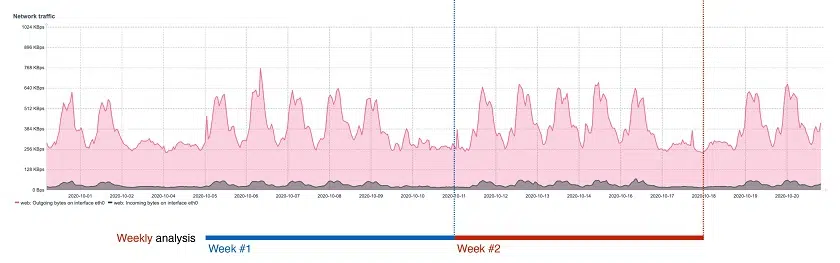 Network traffic
1024 KBps
896 KBps
768 KBps
640 KBps
512 KBps
384 KBps
256 KBps
128 KBps
0 Bps
2020-10-01 2020-10-02 2020-10-03 2020-10-04 2020-10-05 2020-10-06 2020-10-07 2020-10-08 2020-10-09 2020-10-10 2020-10-11 2020-10-12 2020-10-13 2020-10-14 2020-10-15 2020-10-16 2020-10-17 2020-10-18 2020-10-19 2020-10-20
web: Outgoing bytes on interface eth0 web: Incoming bytes on interface eth0
Weekly analysis
Week #1 Week #2